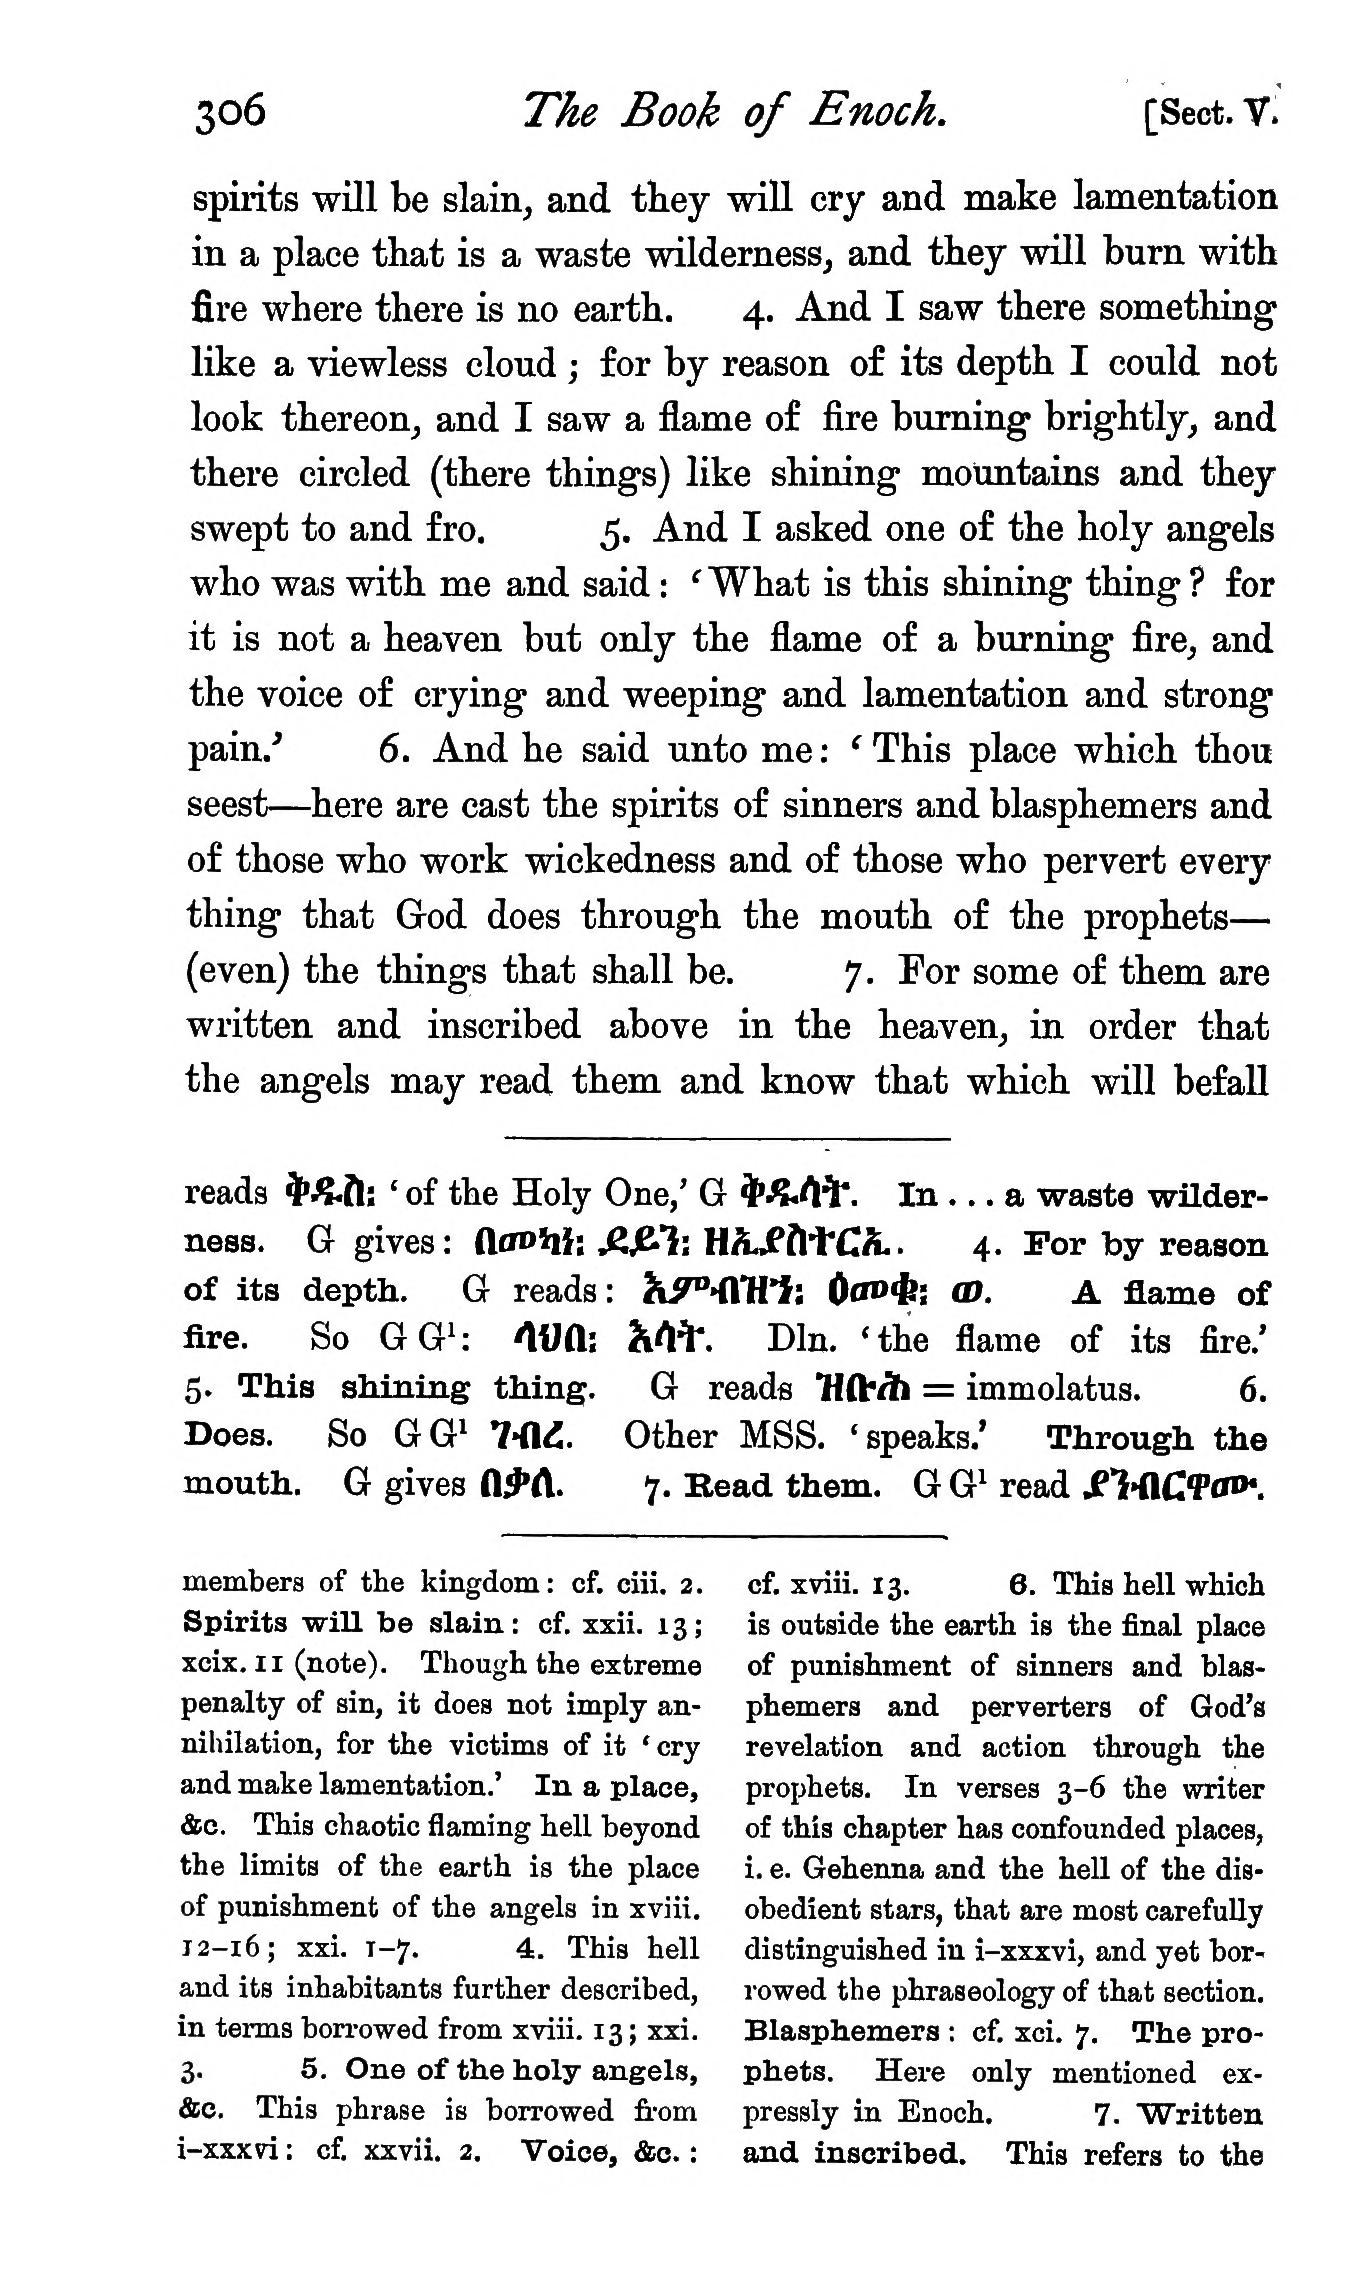 306 The Book of Enoch. [Sect. V.
spirits will be slain, and they will cry and make lamentation
in a place that is a waste wilderness, and they will burn with
fire where there is no earth. 4. And I saw there something
like a viewless cloud; for by reason of its depth I could not
look thereon, and I saw a flame of fire burning brightly, and
there circled (there things) like shining mountains and they
swept to and fro. 5. And I asked one of the holy angels
who was with me and said: ‘What is this shining thing? for
it is not a heaven but only the flame of a burning fire, and
the voice of crying and weeping and lamentation and strong
pain.’ 6. And he said unto me: ‘This place which thou
seest—here are cast the spirits of sinners and blasphemers and
of those who work wickedness and of those who pervert every
thing that God does through the mouth of the prophets—
(even) the things that shall be. 7. For some of them are
written and inscribed above in the heaven, in order that
the angels may read them and know that which will befall
reads ቅዱስ፡ ‘of the Holy One,’ G ቅዱሳት. In ... a waste wilder-
ness. G gives: በመካነ፡ ደይን፡ ዘኢያስተርኢ. 4. For by reason
of its depth. G reads: እምብዝኀ፡ ዕመቁ፡ ወ. A flame of
fire. So G G¹: ላህበ፡ እሳት. Dln. ‘the flame of its fire.’
5. This shining thing. G reads ዝቡሕ = immolatus. 6.
Does. So G G¹ ገብረ. Other MSS. ‘speaks.’ Through the
mouth. G gives በቃለ. 7. Read them. G G¹ read ያንብርዋሙ.
members of the kingdom: cf. ciii. 2.
Spirits will be slain: cf. xxii. 13;
xcix. 11 (note). Though the extreme
penalty of sin, it does not imply an-
nihilation, for the victims of it ‘cry
and make lamentation.’ In a place,
&c. This chaotic flaming hell beyond
the limits of the earth is the place
of punishment of the angels in xviii.
12–16; xxi. 1–7. 4. This hell
and its inhabitants further described,
in terms borrowed from xviii. 13; xxi.
3. 5. One of the holy angels,
&c. This phrase is borrowed from
i–xxxvi: cf. xxvii. 2. Voice, &c.:
cf. xviii. 13. 6. This hell which
is outside the earth is the final place
of punishment of sinners and blas-
phemers and perverters of God’s
revelation and action through the
prophets. In verses 3–6 the writer
of this chapter has confounded places,
i. e. Gehenna and the hell of the dis-
obedient stars, that are most carefully
distinguished in i–xxxvi, and yet bor-
rowed the phraseology of that section.
Blasphemers: cf. xci. 7. The pro-
phets. Here only mentioned ex-
pressly in Enoch. 7. Written
and inscribed. This refers to the